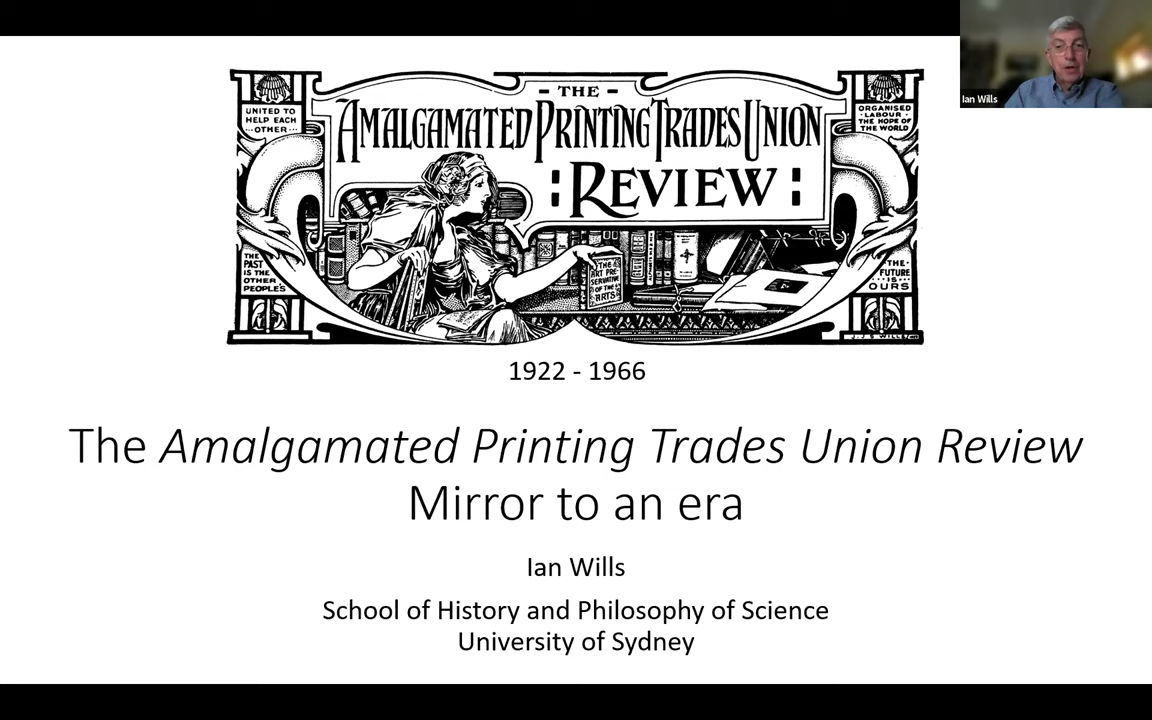 - THE -
AMALGAMATED PRINTING TRADES UNION
: REVIEW :
UNITED TO
HELP EACH
··OTHER···
ORGANISED
·LABOUR·
THE HOPE OF
THE WORLD
THE
PAST
IS THE
OTHER
PEOPLE'S
·THE·
FUTURE
··IS··
OURS
THE
ART PRE-
SERVATIVE
OF THE
ARTS
Ian Wills
1922 - 1966
The Amalgamated Printing Trades Union Review
Mirror to an era
Ian Wills
School of History and Philosophy of Science
University of Sydney